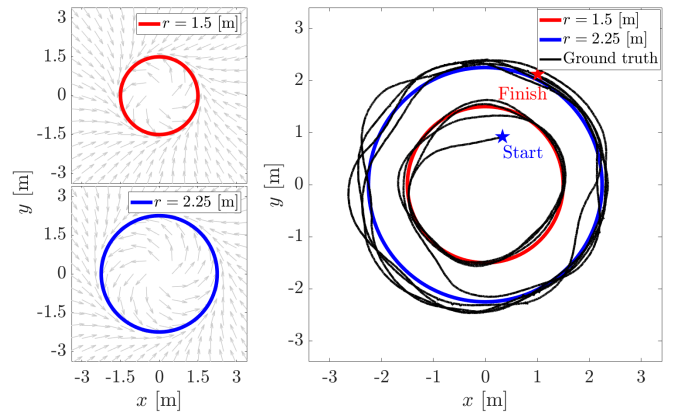 r = 1.5 [m]
3
1.5
0
-1.5
-3
y [m]
r = 2.25 [m]
3
1.5
0
-1.5
-3
-3 -1.5 0 1.5 3
x [m]
r = 1.5 [m]
r = 2.25 [m]
Ground truth
Finish
Start
3
2
1
0
-1
-2
-3
y [m]
-3 -2 -1 0 1 2 3
x [m]